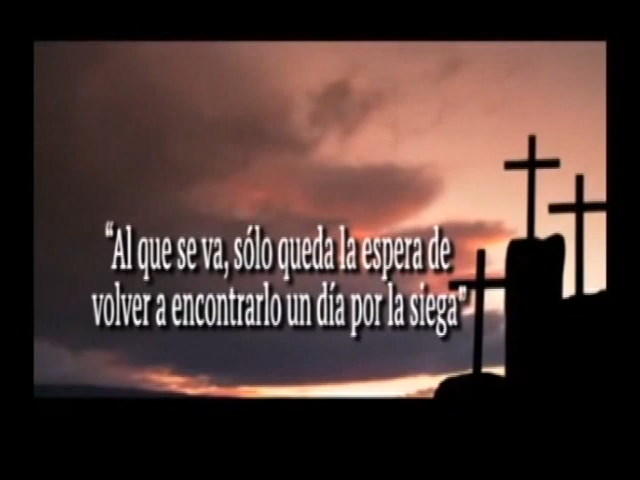 “Al que se va, sólo queda la espera de
volver a encontrarlo un día por la siega”